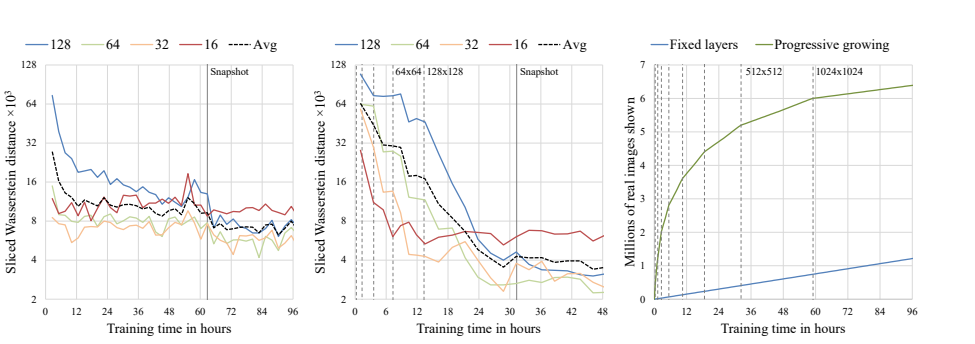 128 64 32 16 Avg
128
64
32
16
8
4
2
Snapshot
Sliced Wasserstein distance ×10³
0 12 24 36 48 60 72 84 96
Training time in hours
128 64 32 16 Avg
128
64
32
16
8
4
2
64x64 128x128 Snapshot
Sliced Wasserstein distance ×10³
0 6 12 18 24 30 36 42 48
Training time in hours
Fixed layers Progressive growing
7
6
5
4
3
2
1
0
512x512 1024x1024
Millions of real images shown
0 12 24 36 48 60 72 84 96
Training time in hours